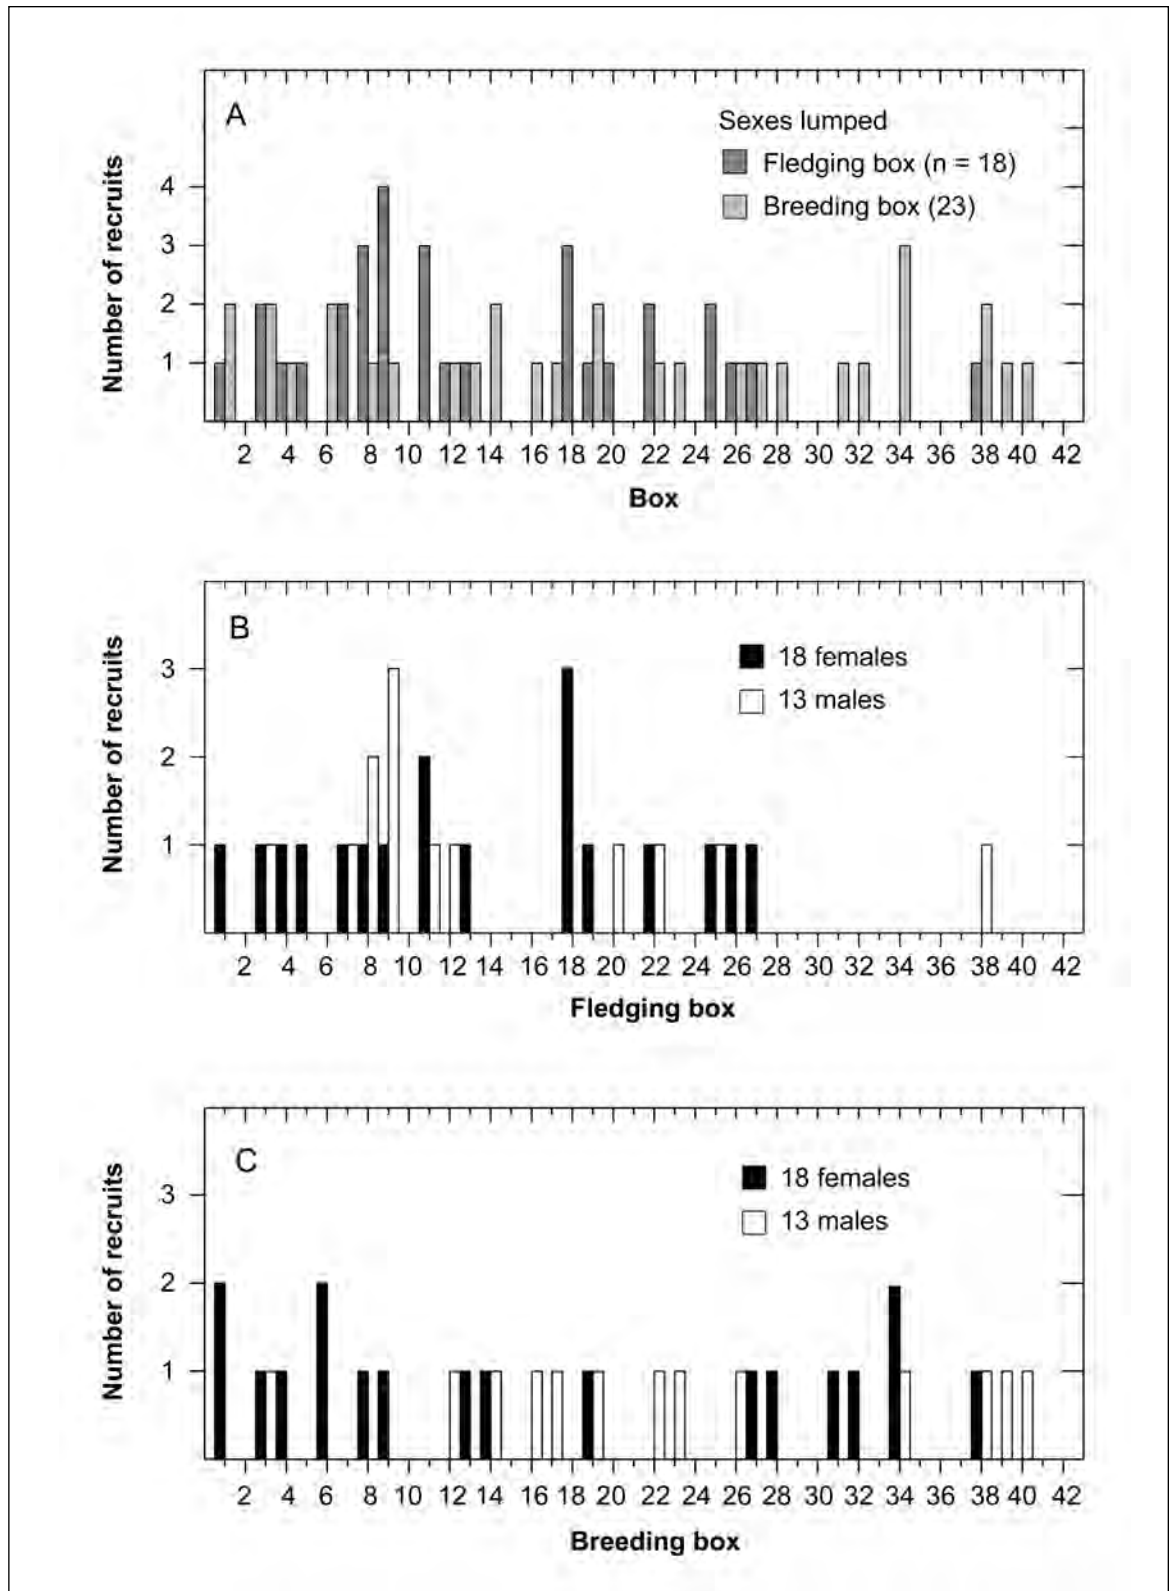 A
Sexes lumped
Fledging box (n = 18)
Breeding box (23)
Number of recruits
4
3
2
1
2 4 6 8 10 12 14 16 18 20 22 24 26 28 30 32 34 36 38 40 42
Box
B
18 females
13 males
Number of recruits
3
2
1
2 4 6 8 10 12 14 16 18 20 22 24 26 28 30 32 34 36 38 40 42
Fledging box
C
18 females
13 males
Number of recruits
3
2
1
2 4 6 8 10 12 14 16 18 20 22 24 26 28 30 32 34 36 38 40 42
Breeding box